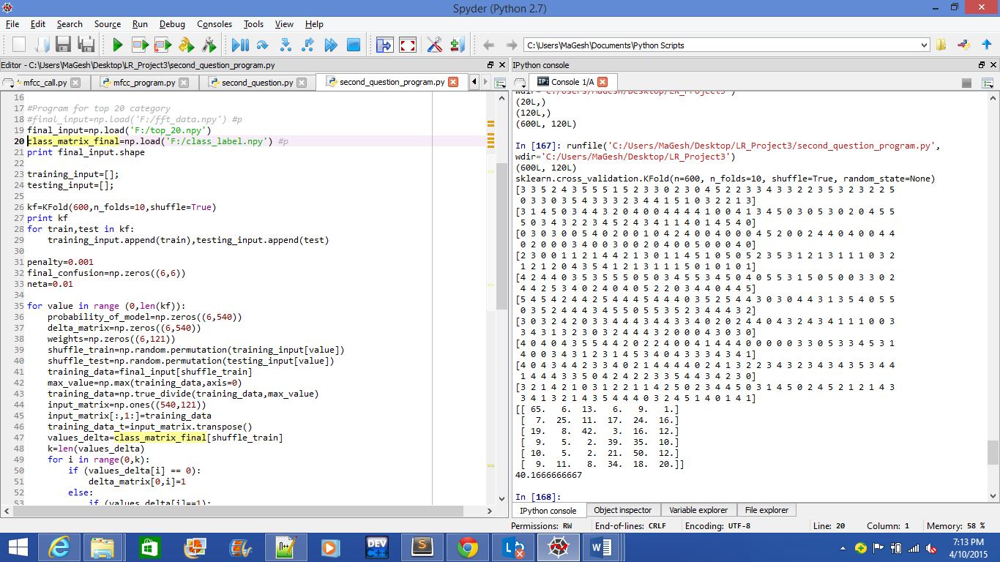 Spyder (Python 2.7)
File Edit Search Source Run Debug Consoles Tools View Help
C:\Users\MaGesh\Documents\Python Scripts
Editor - C:\Users\MaGesh\Desktop\LR_Project3\second_question_program.py
mfcc_call.py mfcc_program.py second_question.py second_question_program.py
16
17 #Program for top 20 category
18 #final_input=np.load('F:/fft_data.npy') #p
19 final_input=np.load('F:/top_20.npy')
20 class_matrix_final=np.load('F:/class_label.npy') #p
21 print final_input.shape
22
23 training_input=[];
24 testing_input=[];
25
26 kf=KFold(600,n_folds=10,shuffle=True)
27 print kf
28 for train,test in kf:
29 training_input.append(train),testing_input.append(test)
30
31 penalty=0.001
32 final_confusion=np.zeros((6,6))
33 neta=0.01
34
35 for value in range (0,len(kf)):
36 probability_of_model=np.zeros((6,540))
37 delta_matrix=np.zeros((6,540))
38 weights=np.zeros((6,121))
39 shuffle_train=np.random.permutation(training_input[value])
40 shuffle_test=np.random.permutation(testing_input[value])
41 training_data=final_input[shuffle_train]
42 max_value=np.max(training_data,axis=0)
43 training_data=np.true_divide(training_data,max_value)
44 input_matrix=np.ones((540,121))
45 input_matrix[:,1:]=training_data
46 training_data_t=input_matrix.transpose()
47 values_delta=class_matrix_final[shuffle_train]
48 k=len(values_delta)
49 for i in range(0,k):
50 if (values_delta[i] == 0):
51 delta_matrix[0,i]=1
52 else:
53 if (values_delta[i]==1):
IPython console
Console 1/A
wdir='C:/Users/MaGesh/Desktop/LR_Project3')
(20L,)
(120L,)
(600L, 120L)
In [167]: runfile('C:/Users/MaGesh/Desktop/LR_Project3/second_question_program.py',
wdir='C:/Users/MaGesh/Desktop/LR_Project3')
(600L, 120L)
sklearn.cross_validation.KFold(n=600, n_folds=10, shuffle=True, random_state=None)
[3 3 5 2 4 3 5 5 5 1 5 2 3 3 0 2 3 0 4 5 2 2 3 3 4 3 3 2 2 3 5 3 2 3 2 2 5
0 3 3 0 3 5 4 3 3 3 2 3 4 4 1 5 1 0 3 2 2 1 3]
[3 1 4 5 0 3 4 4 3 2 0 4 0 0 4 4 4 4 1 0 0 4 1 3 4 5 0 3 0 5 3 0 2 0 4 5 5
5 0 3 4 3 2 2 3 4 5 2 4 3 4 1 1 4 0 1 4 5 4 0]
[0 3 0 3 0 0 5 4 0 2 0 0 1 0 4 2 4 0 0 4 0 0 0 4 5 2 0 0 2 4 4 0 4 0 0 4 4
0 2 0 0 0 3 4 0 0 3 0 0 2 0 4 0 0 5 0 0 0 4 0]
[2 3 0 0 1 1 2 1 4 4 2 1 3 0 1 1 4 5 1 0 5 0 5 2 3 5 3 1 2 1 3 1 1 1 0 3 2
1 2 1 2 0 4 3 5 4 1 2 1 3 1 1 1 5 0 1 0 1 0 1]
[4 2 4 4 0 3 5 3 5 5 5 0 5 0 3 4 5 5 3 4 5 0 4 0 5 5 3 1 5 0 5 0 0 3 3 0 2
4 4 2 5 3 4 0 2 4 0 4 0 5 2 2 0 3 4 4 0 4 4 5]
[5 4 5 4 2 4 4 2 5 4 3 4 5 4 4 4 0 3 5 2 5 4 4 3 0 3 0 4 4 3 1 3 5 4 0 5 5
0 3 5 2 4 4 4 3 4 5 5 0 5 5 3 5 2 3 4 4 4 3 2]
[3 0 3 2 4 2 0 3 3 4 4 4 3 4 4 3 3 4 0 2 0 2 4 4 0 4 3 2 4 3 4 1 1 1 0 0 3
3 4 3 1 3 2 3 0 3 2 4 4 4 3 2 0 0 0 4 3 0 3 0]
[4 0 4 0 4 3 5 5 4 4 2 0 2 2 4 0 0 4 1 4 4 4 0 0 0 0 0 3 3 0 5 3 3 4 5 3 1
4 0 0 3 4 3 1 2 3 1 4 5 3 4 0 4 3 3 3 4 3 4 1]
[4 0 4 3 4 4 2 3 3 4 0 2 1 4 4 4 4 0 2 4 1 3 2 2 3 4 3 2 3 4 3 4 3 5 3 4 4
1 4 4 4 3 3 5 0 4 2 4 2 2 3 3 5 4 4 3 4 2 3 0]
[3 2 1 4 2 1 0 3 1 2 2 1 1 4 2 5 0 2 3 4 4 5 0 3 1 4 5 0 2 4 5 2 1 2 1 4 3
3 4 1 3 2 1 4 3 5 4 4 4 0 3 2 4 5 1 4 0 1 4 1]
[[ 65. 6. 13. 6. 9. 1.]
[ 7. 25. 11. 17. 24. 16.]
[ 19. 8. 42. 3. 16. 12.]
[ 9. 5. 2. 39. 35. 10.]
[ 10. 5. 2. 21. 50. 12.]
[ 9. 11. 8. 34. 18. 20.]]
40.1666666667
In [168]:
IPython console Object inspector Variable explorer File explorer
Permissions: RW End-of-lines: CRLF Encoding: UTF-8 Line: 20 Column: 1 Memory: 58 %
7:13 PM
4/10/2015